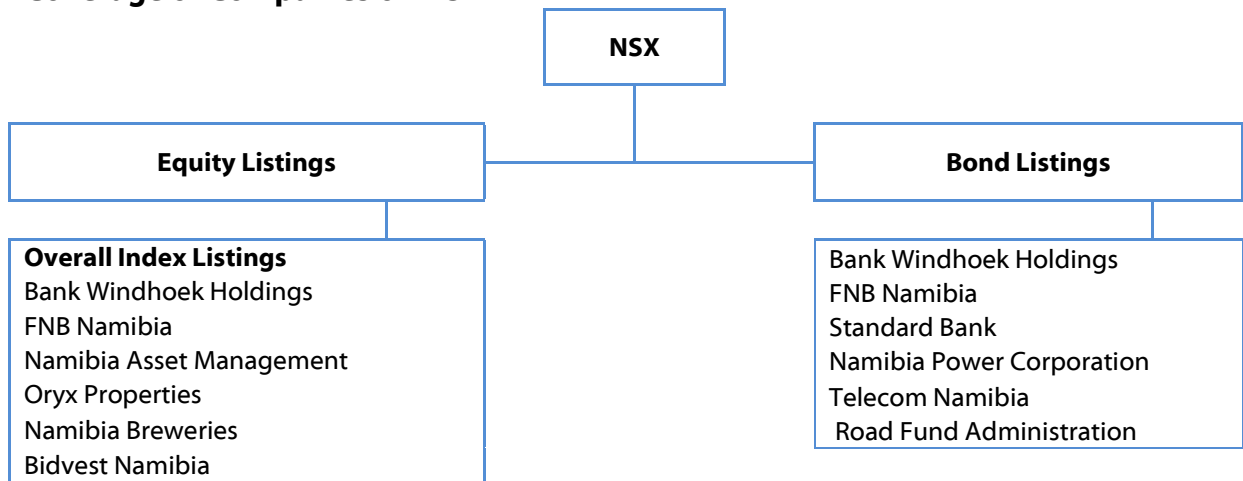 NSX
Equity Listings
Bond Listings
Overall Index Listings
Bank Windhoek Holdings
FNB Namibia
Namibia Asset Management
Oryx Properties
Namibia Breweries
Bidvest Namibia
Bank Windhoek Holdings
FNB Namibia
Standard Bank
Namibia Power Corporation
Telecom Namibia
Road Fund Administration